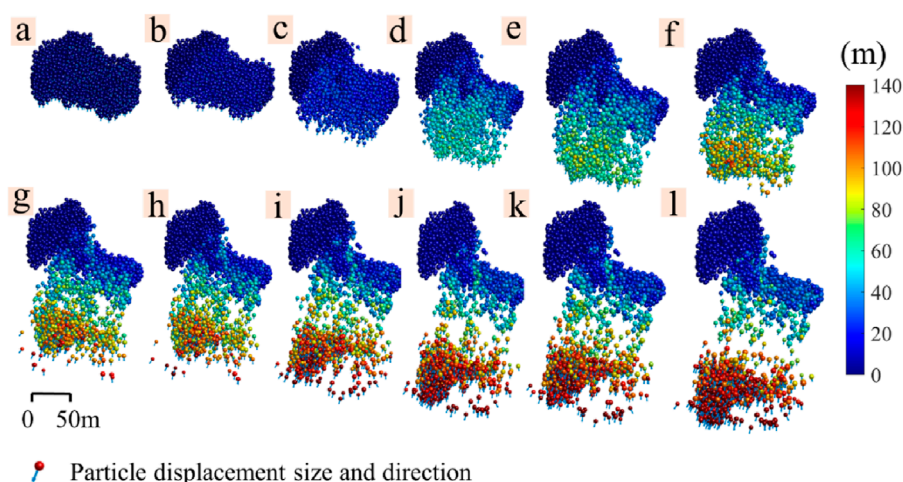 a b c d e f
(m)
140
120
100
80
60
40
20
0
g h i j k l
0 50m
Particle displacement size and direction